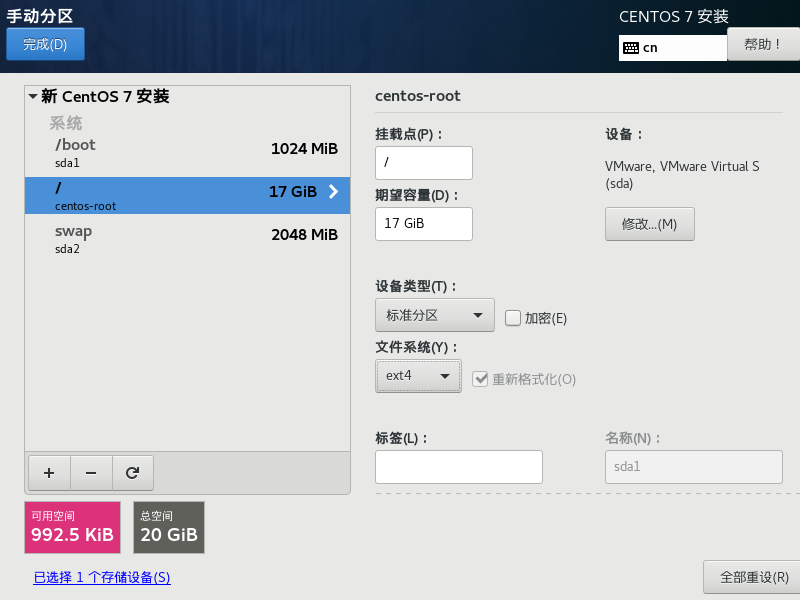 手动分区
CENTOS 7 安装
完成(D)
cn
帮助！
新 CentOS 7 安装
系统
/boot
1024 MiB
sda1
/
17 GiB
centos-root
swap
2048 MiB
sda2
+
−
可用空间
992.5 KiB
总空间
20 GiB
已选择 1 个存储设备(S)
centos-root
挂载点(P)：
/
设备：
VMware, VMware Virtual S
(sda)
期望容量(D)：
17 GiB
修改...(M)
设备类型(T)：
标准分区
加密(E)
文件系统(Y)：
ext4
重新格式化(O)
标签(L)：
名称(N)：
sda1
全部重设(R)